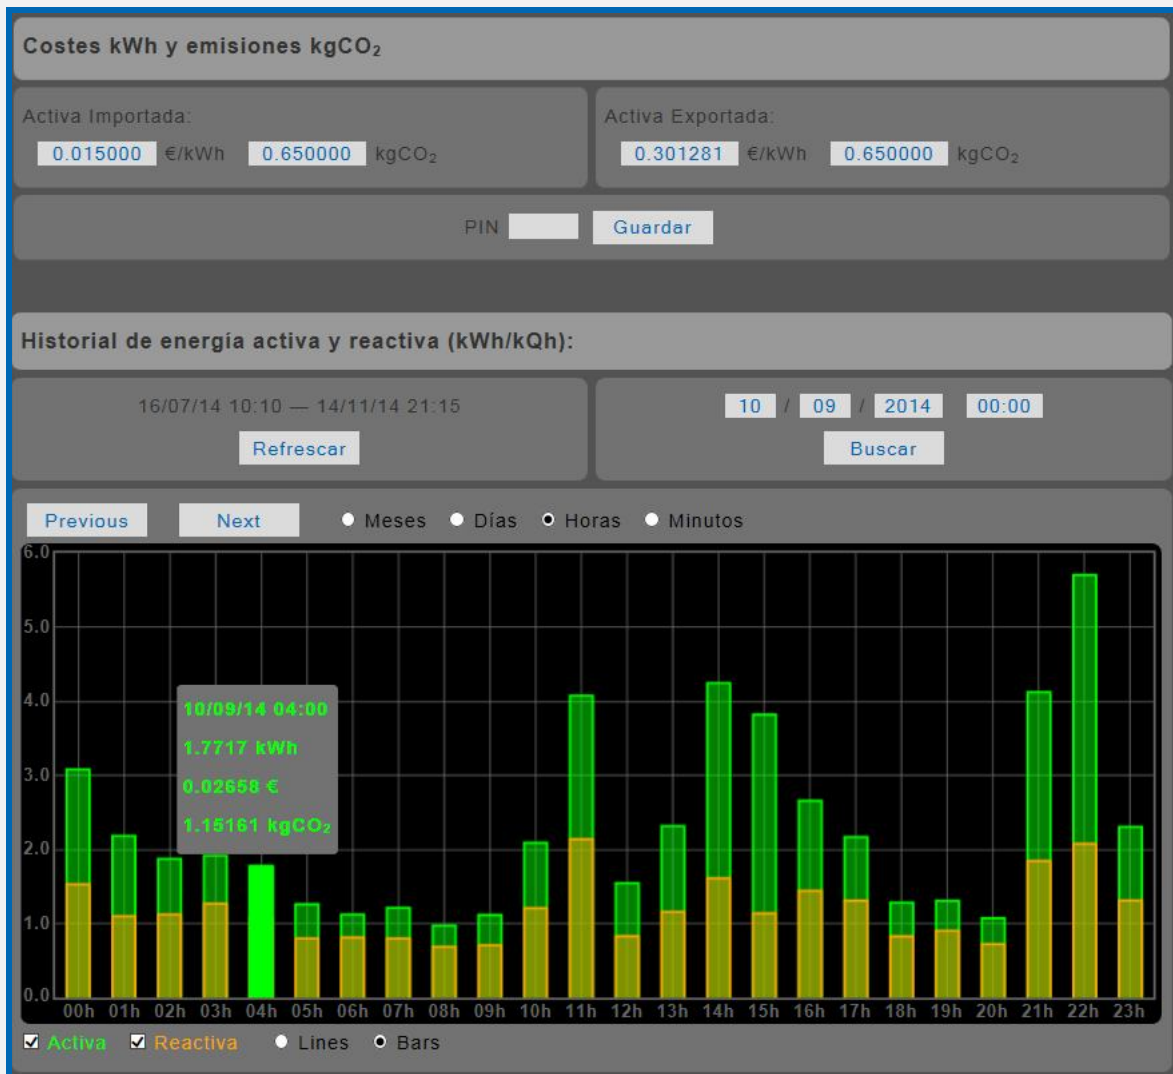 Costes kWh y emisiones kgCO₂
Activa Importada:
0.015000 €/kWh 0.650000 kgCO₂
Activa Exportada:
0.301281 €/kWh 0.650000 kgCO₂
PIN Guardar
Historial de energía activa y reactiva (kWh/kQh):
16/07/14 10:10 — 14/11/14 21:15
Refrescar
10 / 09 / 2014 00:00
Buscar
Previous Next Meses Días Horas Minutos
6.0
5.0
4.0
3.0
2.0
1.0
0.0
10/09/14 04:00
1.7717 kWh
0.02658 €
1.15161 kgCO₂
00h 01h 02h 03h 04h 05h 06h 07h 08h 09h 10h 11h 12h 13h 14h 15h 16h 17h 18h 19h 20h 21h 22h 23h
Activa Reactiva Lines Bars